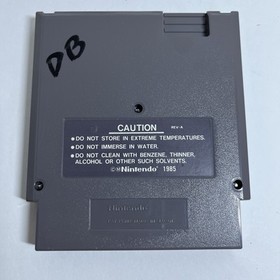 DB
CAUTION REV-A
•DO NOT STORE IN EXTREME TEMPERATURES.
•DO NOT IMMERSE IN WATER.
•DO NOT CLEAN WITH BENZENE, THINNER,
ALCOHOL OR OTHER SUCH SOLVENTS.
©Nintendo® 1985
Nintendo